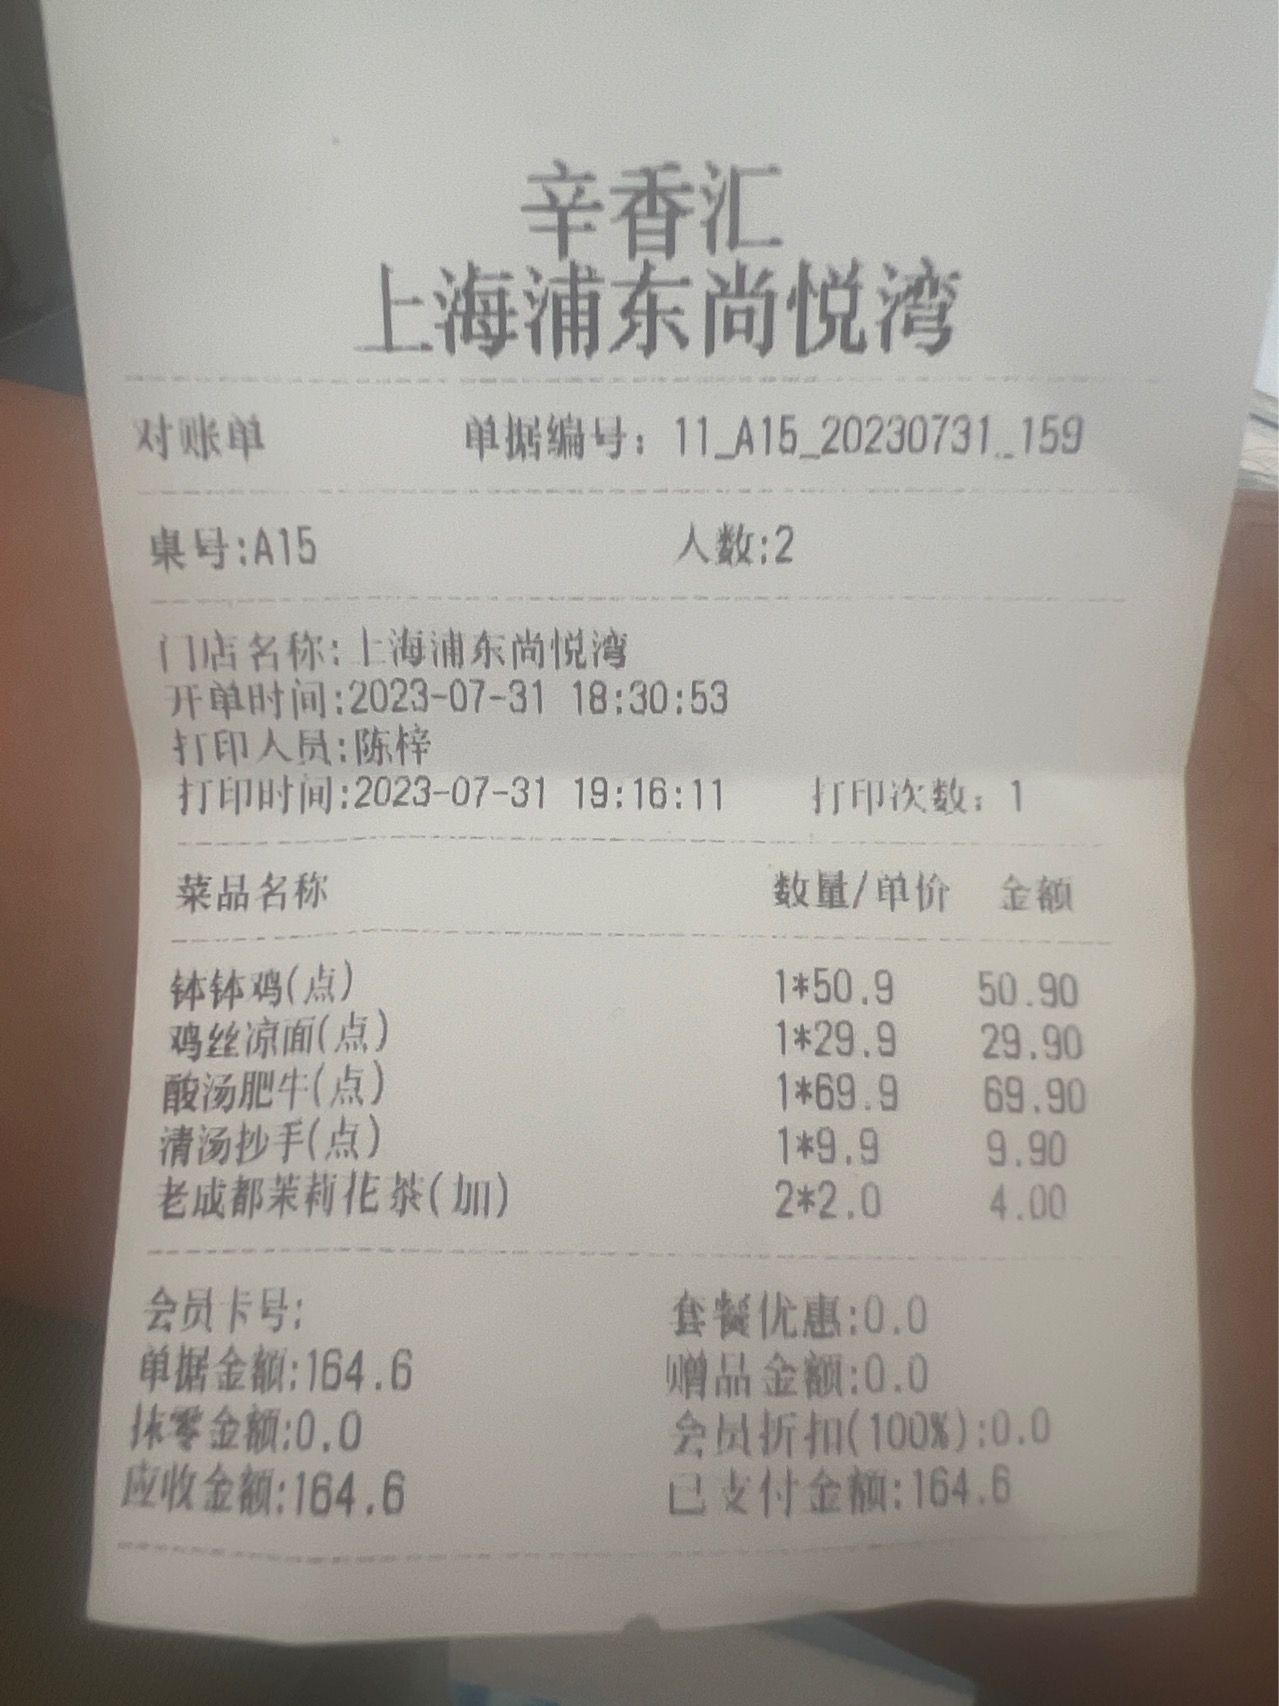 辛香汇
上海浦东尚悦湾
对账单 单据编号: 11_A15_20230731_159
桌号:A15 人数:2
门店名称:上海浦东尚悦湾
开单时间:2023-07-31 18:30:53
打印人员:陈梓
打印时间:2023-07-31 19:16:11 打印次数: 1
菜品名称 数量/单价 金额
钵钵鸡(点) 1*50.9 50.90
鸡丝凉面(点) 1*29.9 29.90
酸汤肥牛(点) 1*69.9 69.90
清汤抄手(点) 1*9.9 9.90
老成都茉莉花茶(加) 2*2.0 4.00
会员卡号: 套餐优惠:0.0
单据金额:164.6 赠品金额:0.0
抹零金额:0.0 会员折扣(100%):0.0
应收金额:164.6 已支付金额:164.6